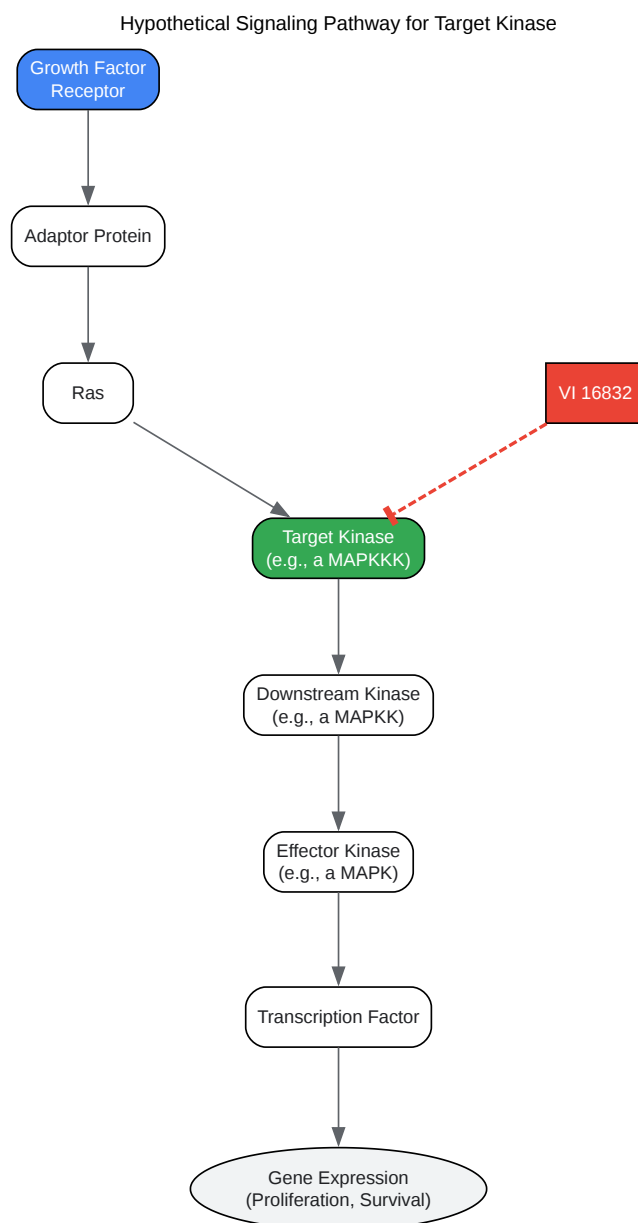 Hypothetical Signaling Pathway for Target Kinase
Growth Factor
Receptor
Adaptor Protein
Ras
VI 16832
Target Kinase
(e.g., a MAPKKK)
Downstream Kinase
(e.g., a MAPKK)
Effector Kinase
(e.g., a MAPK)
Transcription Factor
Gene Expression
(Proliferation, Survival)